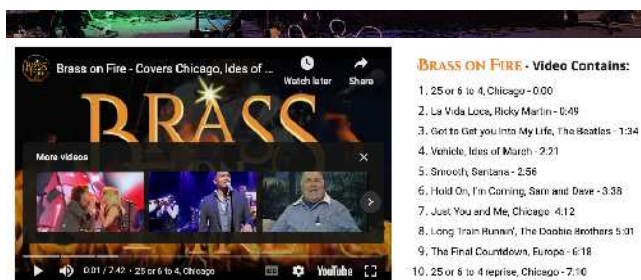 Brass on Fire - Covers Chicago, Ides of ...
Watch later
Share
BRASS
More videos
0:01 / 7:42 • 25 or 6 to 4, Chicago
YouTube
BRASS ON FIRE - Video Contains:
1. 25 or 6 to 4, Chicago - 0:00
2. La Vida Loca, Ricky Martin - 0:49
3. Got to Get you Into My Life, The Beatles - 1:34
4. Vehicle, Ides of March - 2:21
5. Smooth, Santana - 2:56
6. Hold On, I'm Coming, Sam and Dave - 3:38
7. Just You and Me, Chicago 4:12
8. Long Train Runnin', The Doobie Brothers 5:01
9. The Final Countdown, Europe - 6:18
10. 25 or 6 to 4 reprise, Chicago - 7:10